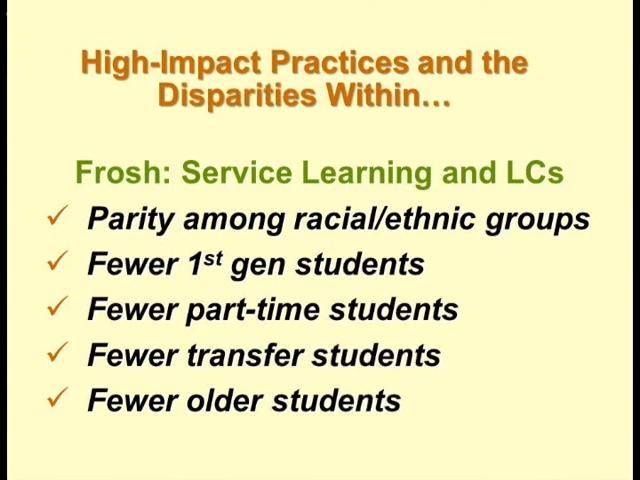 High-Impact Practices and the
Disparities Within…
Frosh: Service Learning and LCs
✓ Parity among racial/ethnic groups
✓ Fewer 1st gen students
✓ Fewer part-time students
✓ Fewer transfer students
✓ Fewer older students